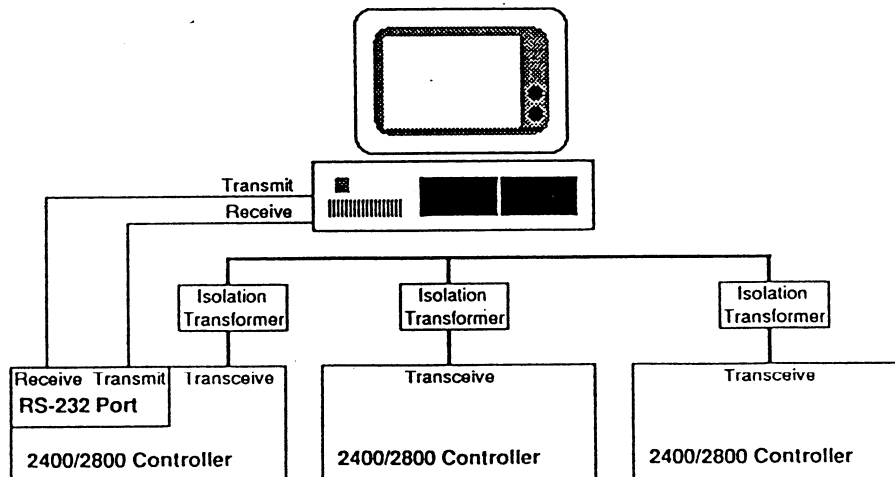 Transmit
Receive
Isolation
Transformer
Isolation
Transformer
Isolation
Transformer
Receive Transmit Transceive
RS-232 Port
2400/2800 Controller
Transceive
2400/2800 Controller
Transceive
2400/2800 Controller